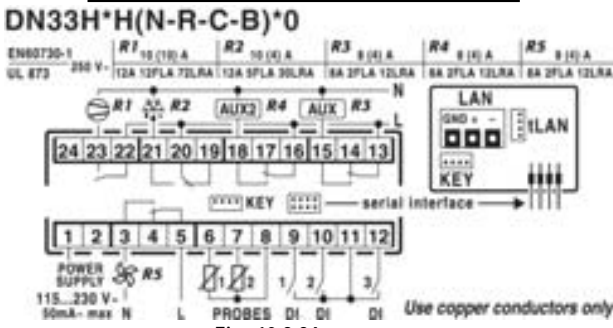 DN33H*H(N-R-C-B)*0
EN60730-1 R1 10 (10) A R2 10 (4) A R3 8 (4) A R4 8 (4) A R5 8 (4) A
UL 873 250 V~ 12A 12FLA 72LRA 12A 5FLA 30LRA 8A 2FLA 12LRA 8A 2FLA 12LRA 8A 2FLA 12LRA
N
R1 R2 AUX2 R4 AUX R3
L
24 23 22 21 20 19 18 17 16 15 14 13
LAN
GND + -
tLAN
KEY
KEY serial interface
1 2 3 4 5 6 7 8 9 10 11 12
POWER SUPPLY R5 1 2 1 2 3
115...230 V~
50mA~ max N L PROBES DI DI DI
Use copper conductors only